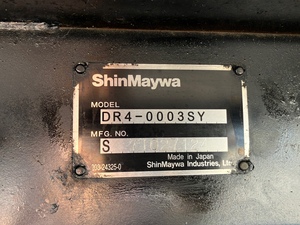 ShinMaywa
MODEL
DR4-0003SY
MFG. NO.
S
Made in Japan
ShinMaywa Industries, Ltd.